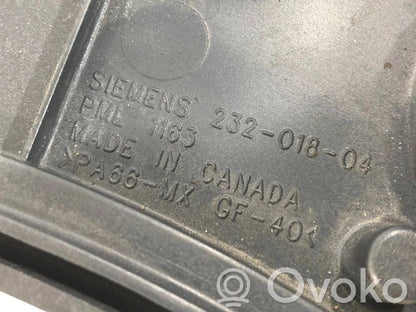 SIEMENS 232-018-04
PML 1163
MADE IN CANADA
>PA66-MX GF-40<
Ovoko